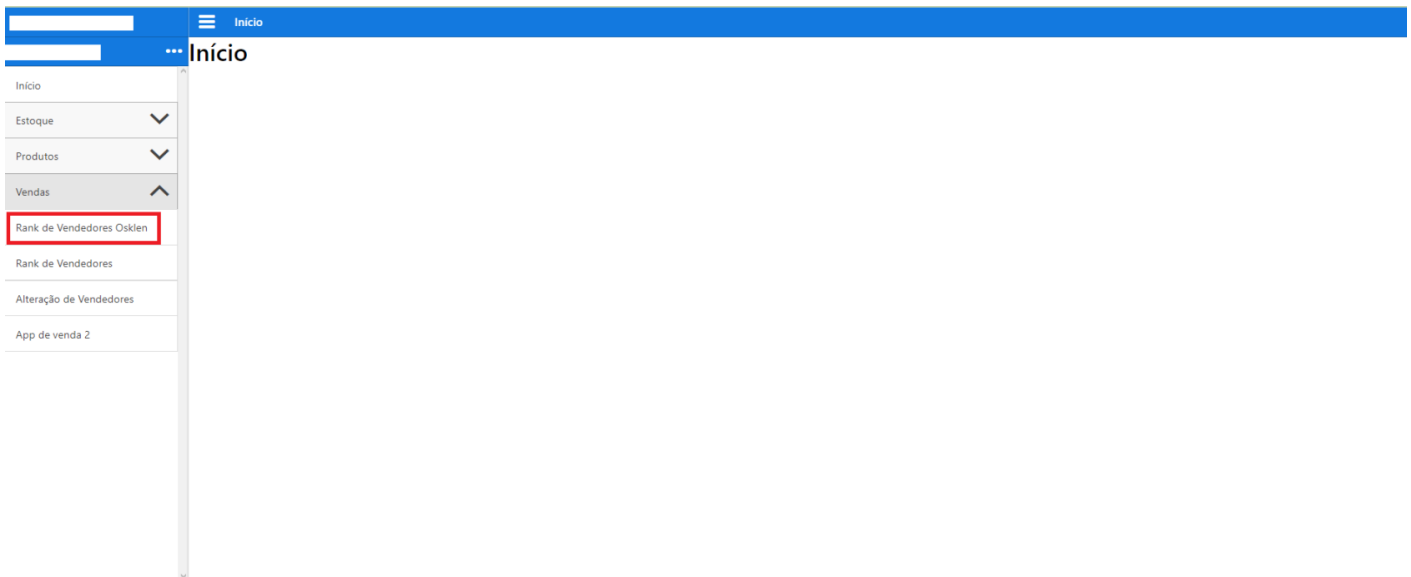 Início
Início
Início
Estoque
Produtos
Vendas
Rank de Vendedores Osklen
Rank de Vendedores
Alteração de Vendedores
App de venda 2